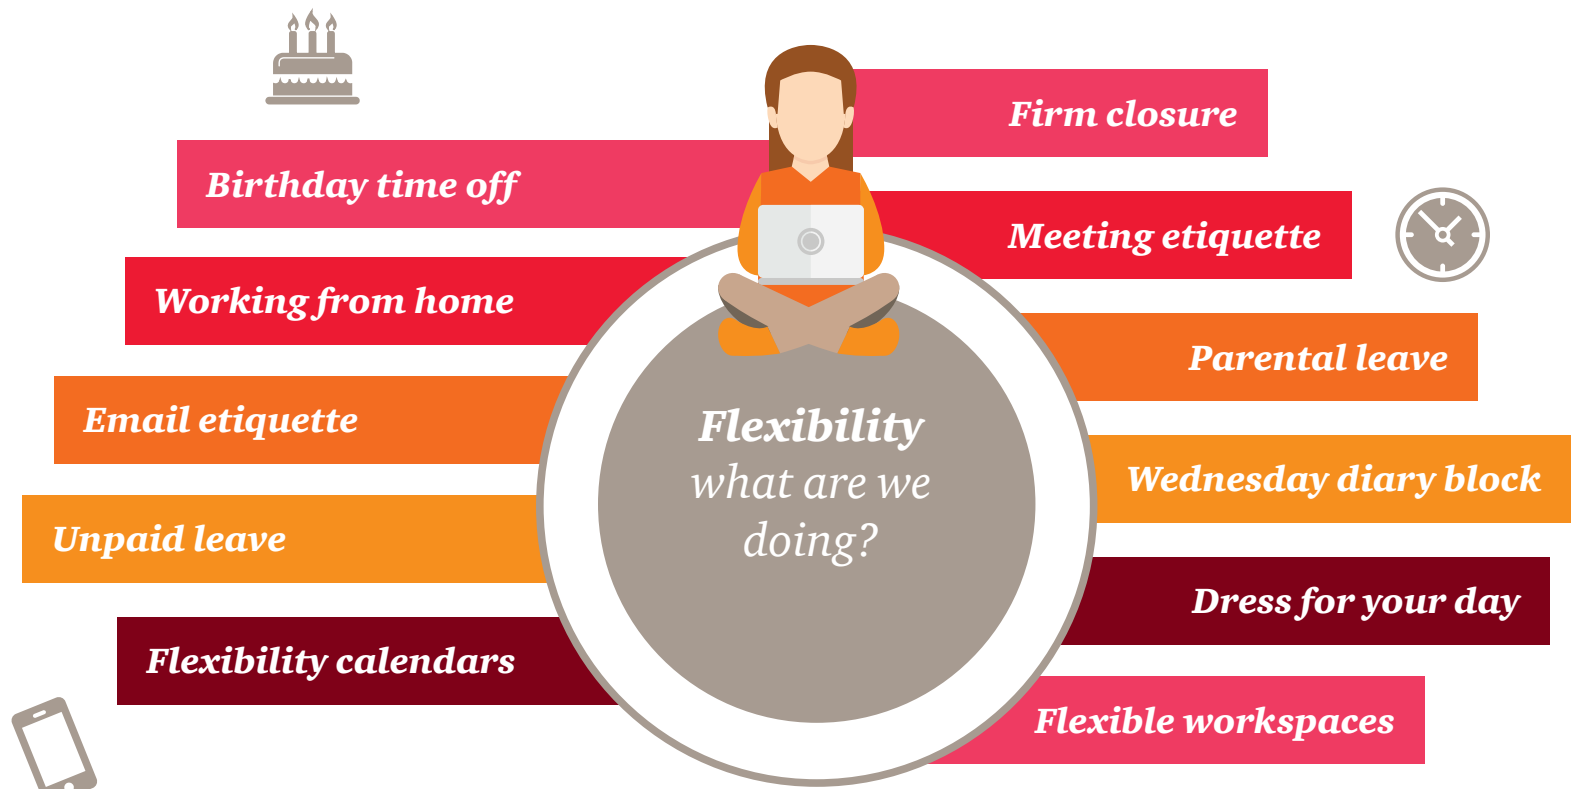 Flexibility
what are we
doing?
Birthday time off
Working from home
Email etiquette
Unpaid leave
Flexibility calendars
Firm closure
Meeting etiquette
Parental leave
Wednesday diary block
Dress for your day
Flexible workspaces